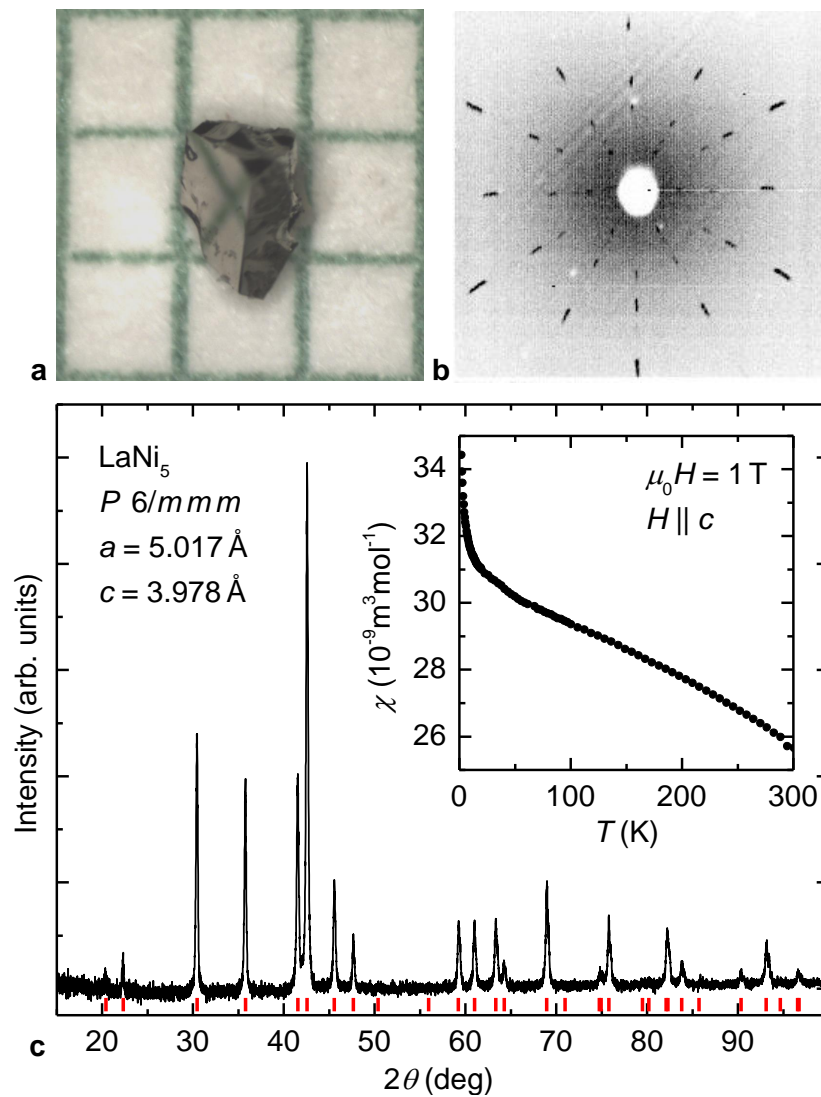 a
b
LaNi₅
P 6/m m m
a = 5.017 Å
c = 3.978 Å
μ₀H = 1 T
H || c
34
32
30
28
26
χ (10⁻⁹m³mol⁻¹)
0
100
200
300
T (K)
Intensity (arb. units)
20
30
40
50
60
70
80
90
2θ (deg)
c